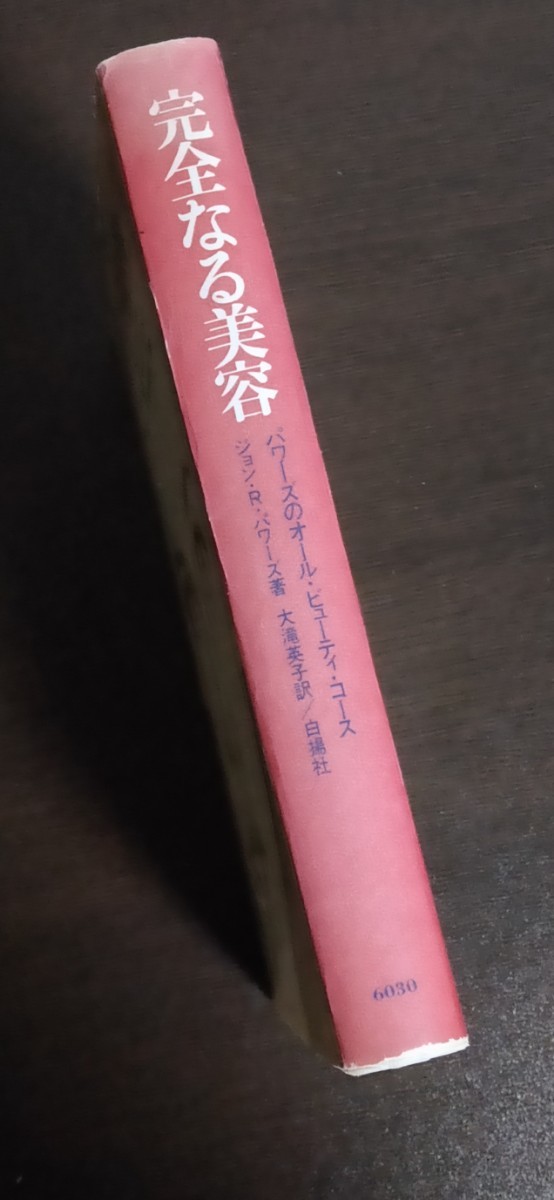 完全なる美容
パワーズのオール・ビューティ・コース
ジョン・R・パワーズ著 大滝英子訳/白揚社
6030